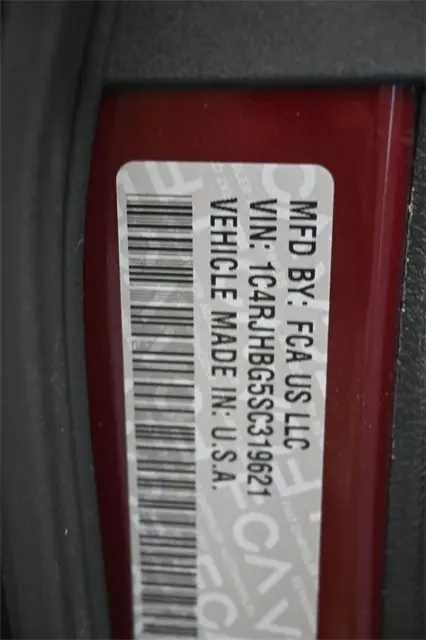 MFD BY: FCA US LLC
VIN: 1C4RJHBG5SC319621
VEHICLE MADE IN: U.S.A.